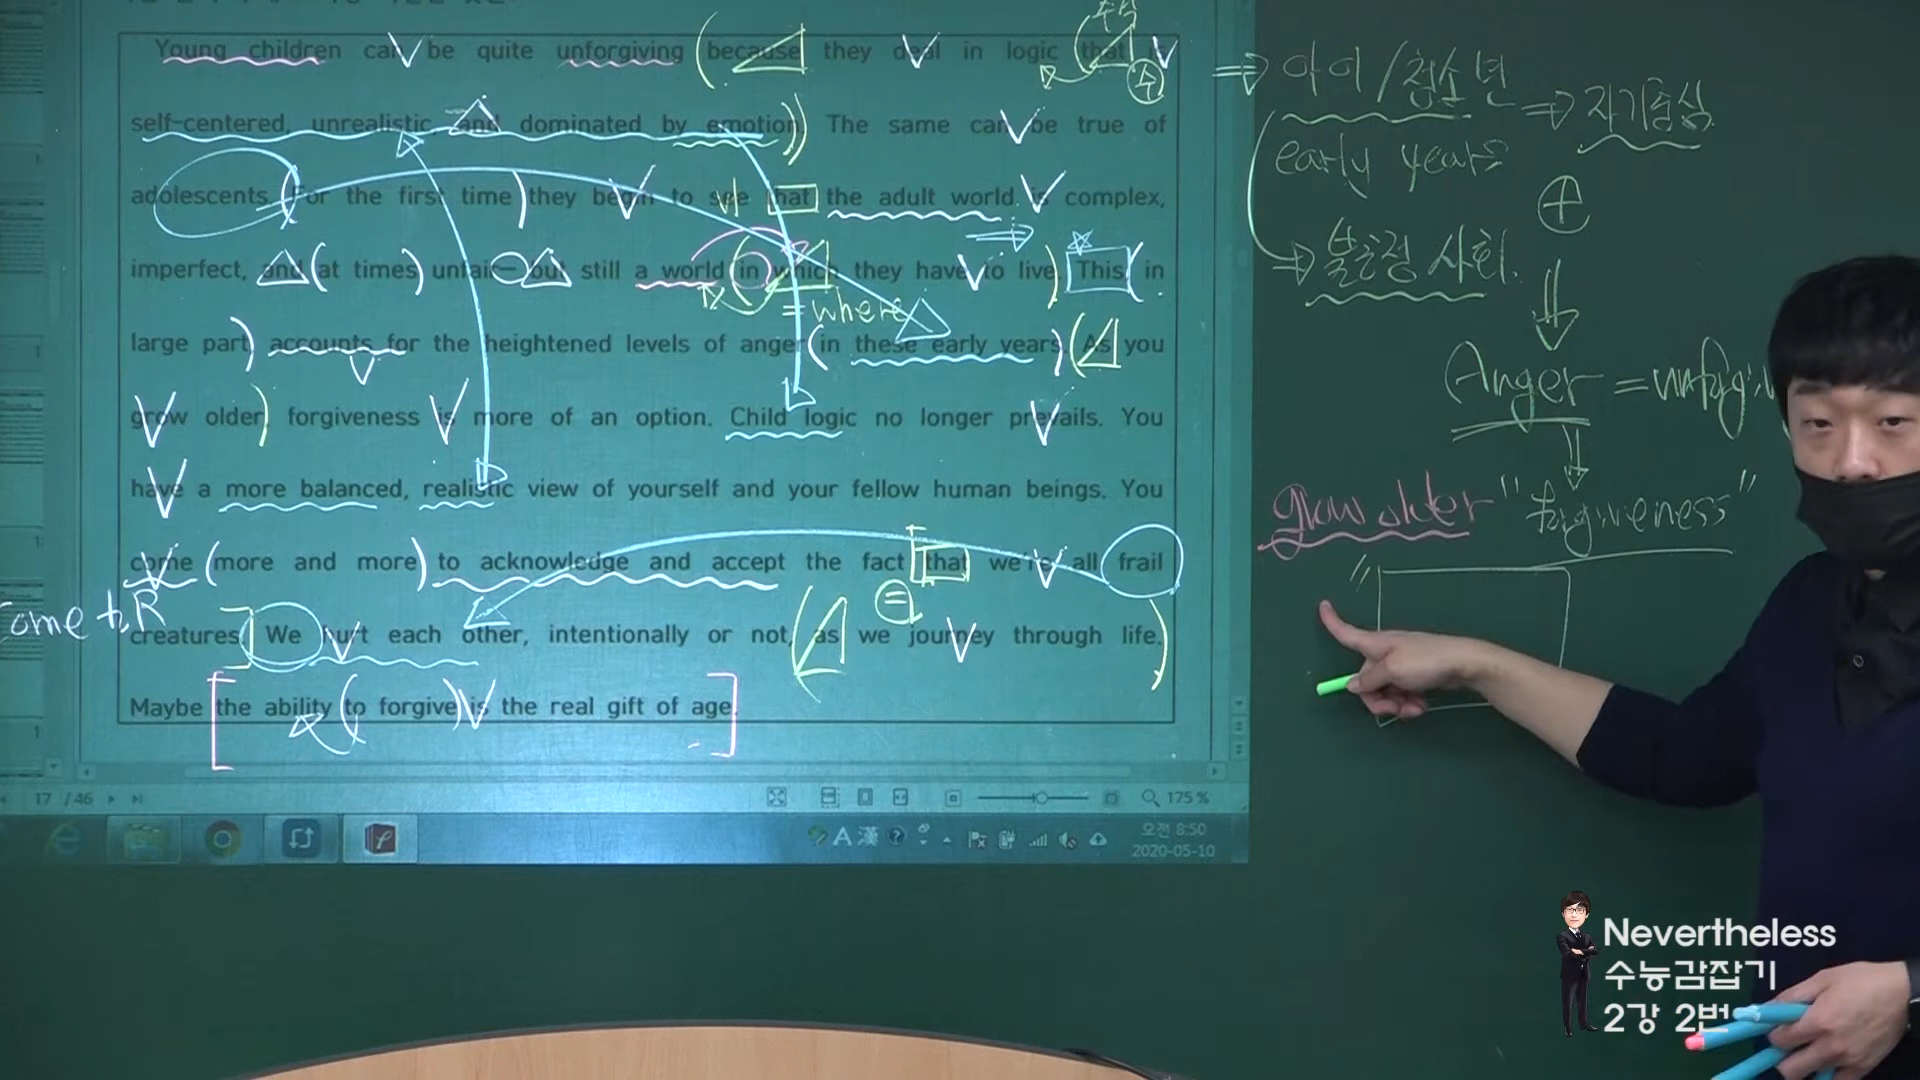 Young children can be quite unforgiving because they deal in logic that is
self-centered, unrealistic and dominated by emotion. The same can be true of
adolescents. For the first time they begin to see that the adult world is complex,
imperfect, and at times unfair—but still a world in which they have to live. This, in
large part, accounts for the heightened levels of anger in these early years. As you
grow older, forgiveness is more of an option. Child logic no longer prevails. You
have a more balanced, realistic view of yourself and your fellow human beings. You
come more and more to acknowledge and accept the fact that we're all frail
creatures. We hurt each other, intentionally or not, as we journey through life.
Maybe the ability to forgive is the real gift of age.
= where
come to R
주
아이/청소년
⇒ 자기중심
early years
⊕
⇒ 불공정 사회.
Anger = unforgiv
grow older "forgiveness"
17 / 46
175 %
A 漢
오전 8:50
2020-05-10
Nevertheless
수능감잡기
2강 2번